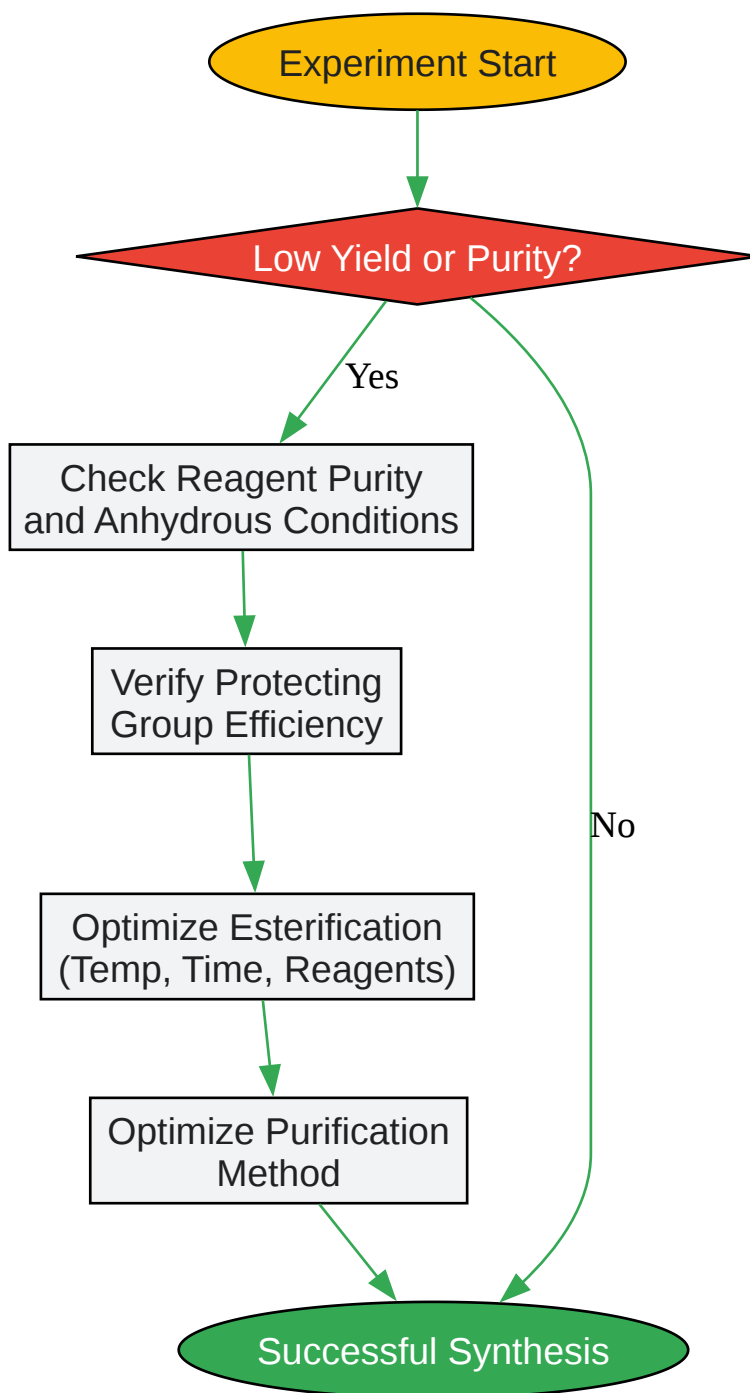 Experiment Start
Low Yield or Purity?
Yes
Check Reagent Purity
and Anhydrous Conditions
Verify Protecting
Group Efficiency
No
Optimize Esterification
(Temp, Time, Reagents)
Optimize Purification
Method
Successful Synthesis